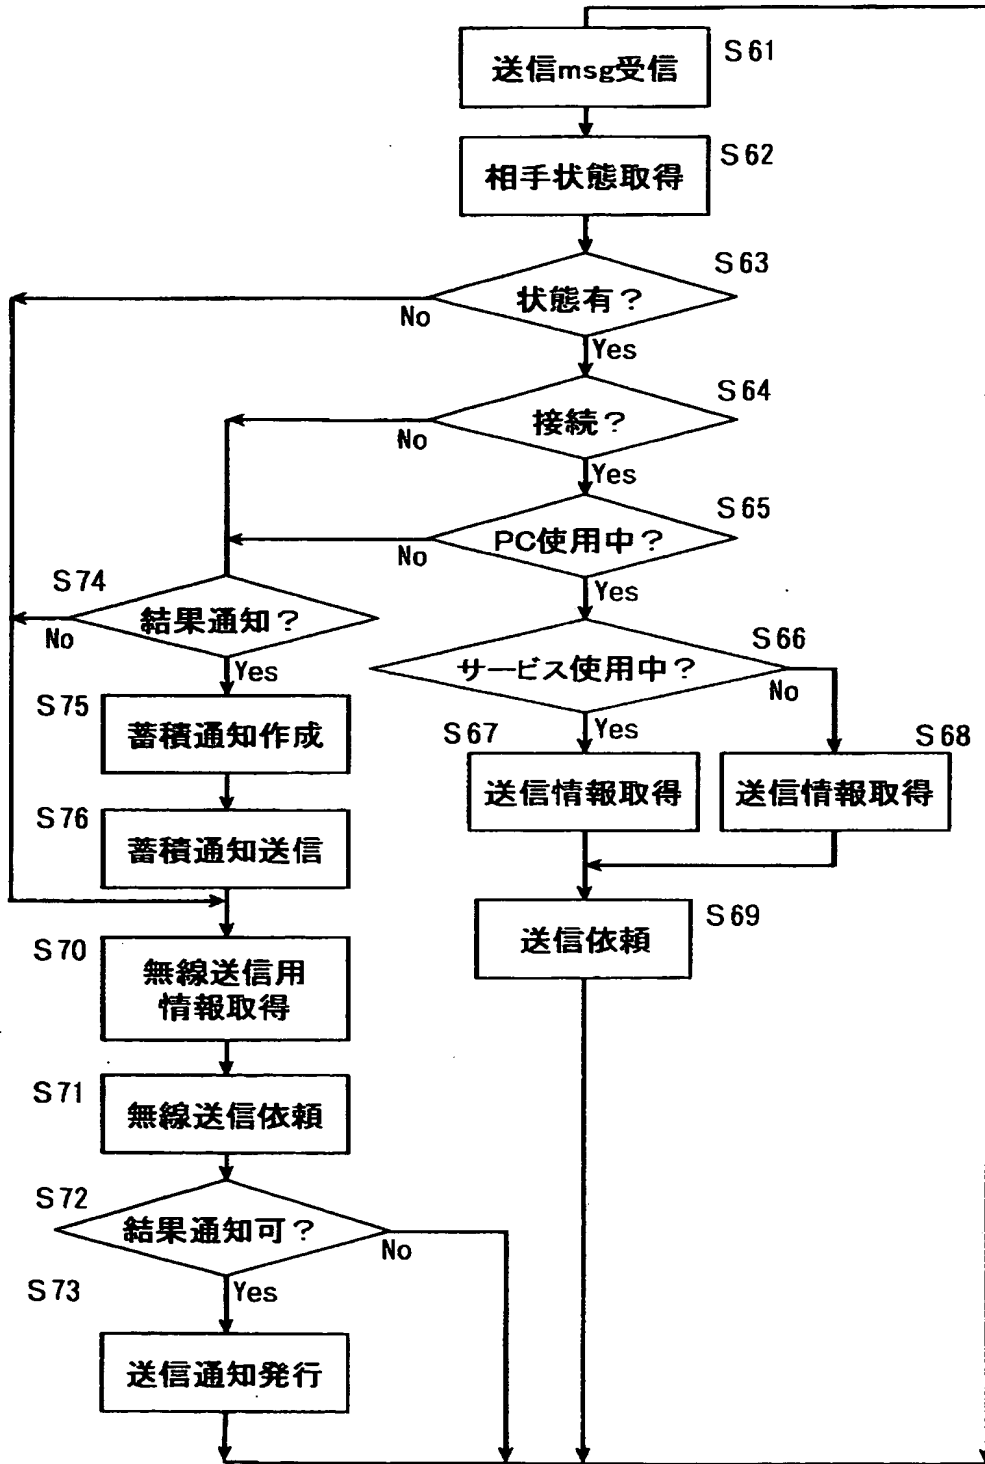 S61
送信msg受信
S62
相手状態取得
S63
状態有?
No
Yes
S64
接続?
No
Yes
S65
PC使用中?
No
Yes
S74
結果通知?
No
Yes
S66
サービス使用中?
No
Yes
S75
蓄積通知作成
S67
送信情報取得
S68
送信情報取得
S76
蓄積通知送信
S69
送信依頼
S70
無線送信用
情報取得
S71
無線送信依頼
S72
結果通知可?
No
Yes
S73
送信通知発行